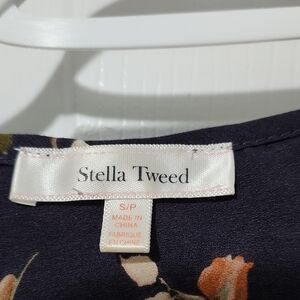 Stella Tweed
S/P
MADE IN
CHINA
FABRIQUÉ
EN CHINE